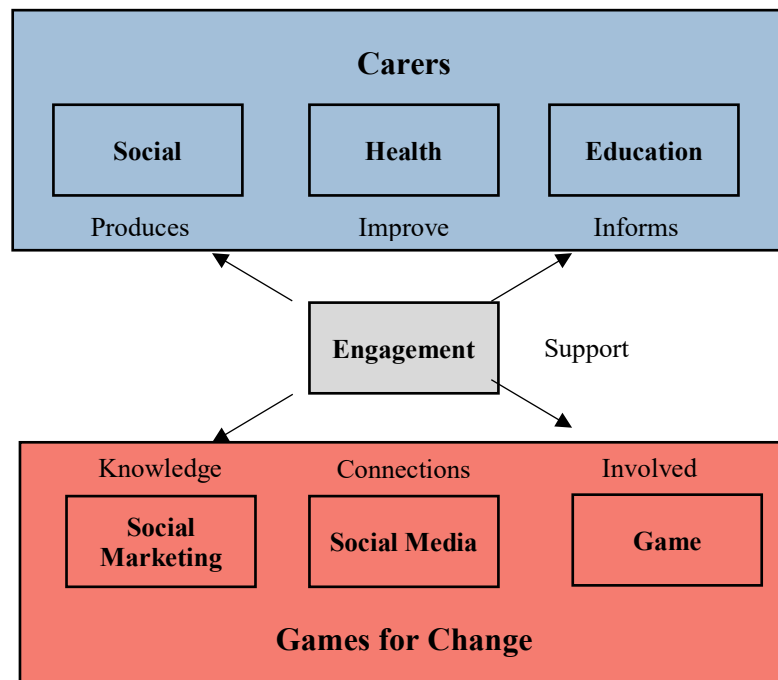 Carers
Social Health Education
Produces Improve Informs
Engagement Support
Knowledge Connections Involved
Social
Marketing
Social Media
Game
Games for Change